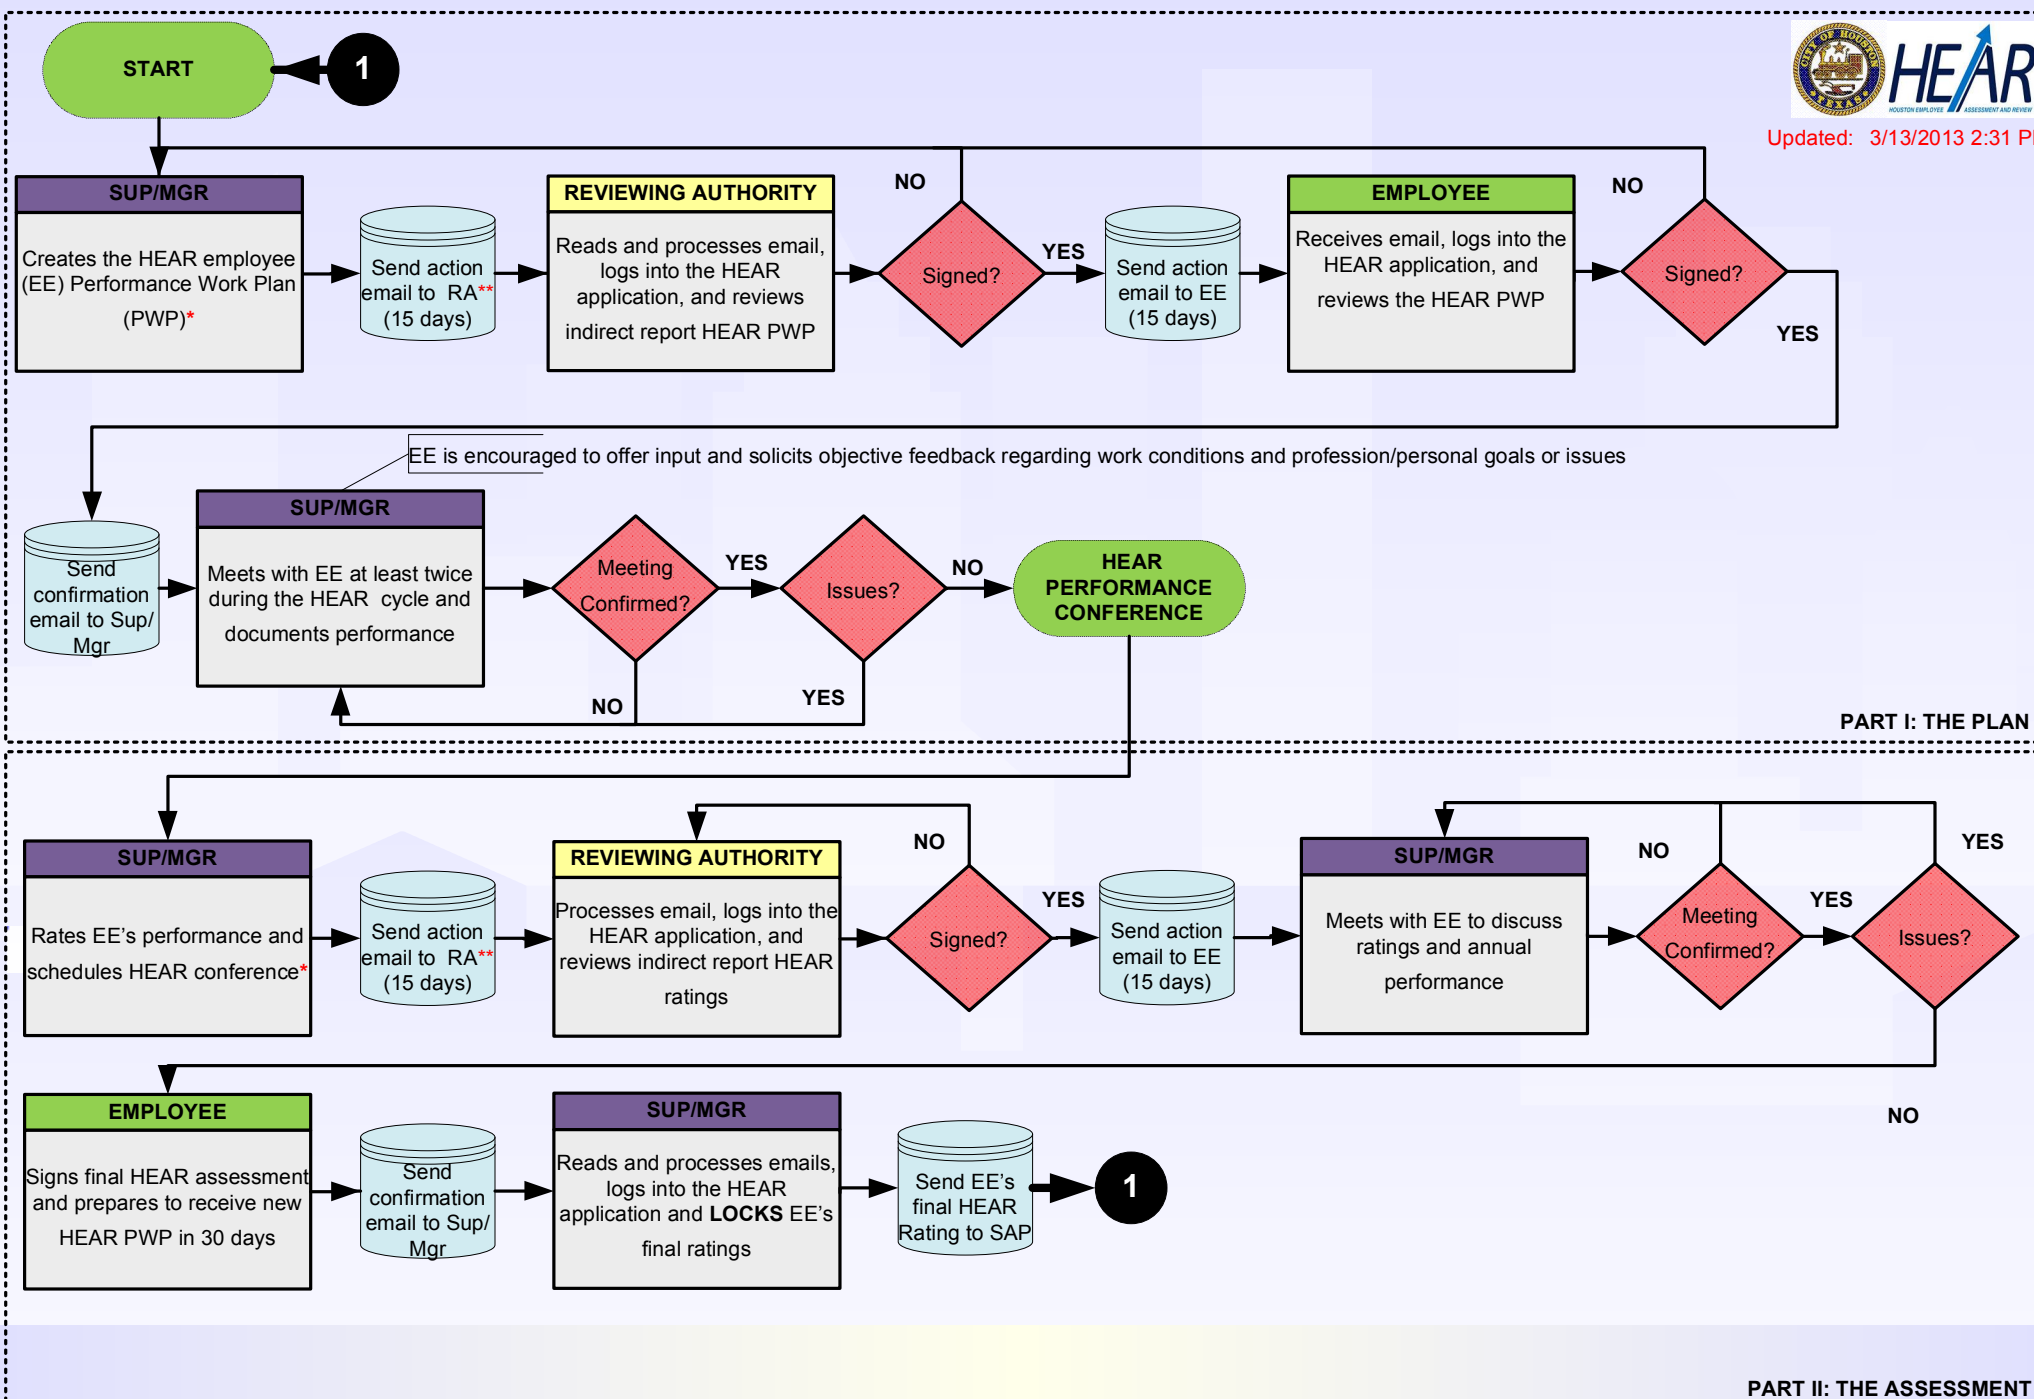 START
1
CITY OF HOUSTON
TEXAS
HEAR
HOUSTON EMPLOYEE ASSESSMENT AND REVIEW
Updated: 3/13/2013 2:31 P
SUP/MGR
Creates the HEAR employee
(EE) Performance Work Plan
(PWP)*
Send action
email to RA**
(15 days)
REVIEWING AUTHORITY
Reads and processes email,
logs into the HEAR
application, and reviews
indirect report HEAR PWP
NO
Signed?
YES
Send action
email to EE
(15 days)
EMPLOYEE
Receives email, logs into the
HEAR application, and
reviews the HEAR PWP
NO
Signed?
YES
EE is encouraged to offer input and solicits objective feedback regarding work conditions and profession/personal goals or issues
Send
confirmation
email to Sup/
Mgr
SUP/MGR
Meets with EE at least twice
during the HEAR cycle and
documents performance
Meeting
Confirmed?
YES
NO
Issues?
NO
YES
HEAR
PERFORMANCE
CONFERENCE
PART I: THE PLAN
SUP/MGR
Rates EE's performance and
schedules HEAR conference*
Send action
email to RA**
(15 days)
REVIEWING AUTHORITY
Processes email, logs into the
HEAR application, and
reviews indirect report HEAR
ratings
NO
Signed?
YES
Send action
email to EE
(15 days)
SUP/MGR
Meets with EE to discuss
ratings and annual
performance
NO
Meeting
Confirmed?
YES
Issues?
YES
NO
EMPLOYEE
Signs final HEAR assessment
and prepares to receive new
HEAR PWP in 30 days
Send
confirmation
email to Sup/
Mgr
SUP/MGR
Reads and processes emails,
logs into the HEAR
application and LOCKS EE's
final ratings
Send EE's
final HEAR
Rating to SAP
1
PART II: THE ASSESSMENT